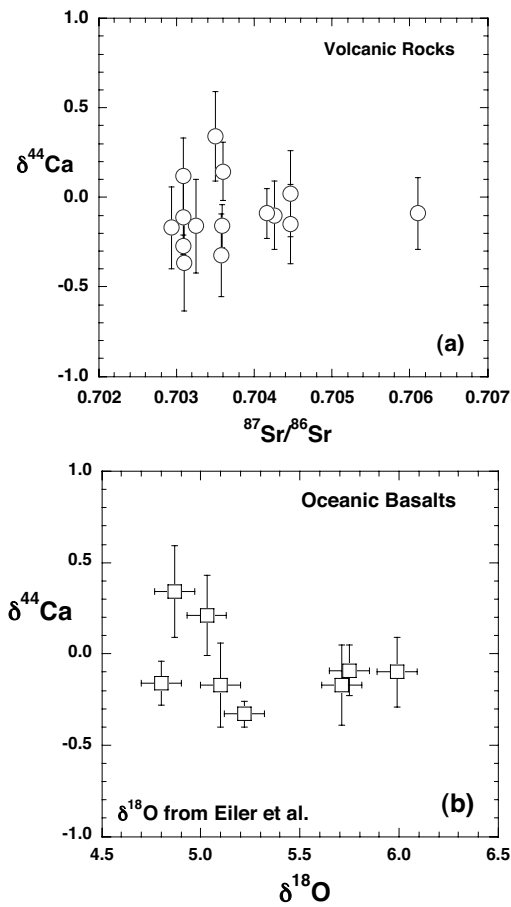 1.0
Volcanic Rocks
0.5
δ44Ca
0.0
-0.5
(a)
-1.0
0.702 0.703 0.704 0.705 0.706 0.707
87Sr/86Sr
1.0
Oceanic Basalts
0.5
δ44Ca
0.0
-0.5
δ18O from Eiler et al. (b)
-1.0
4.5 5.0 5.5 6.0 6.5
δ18O